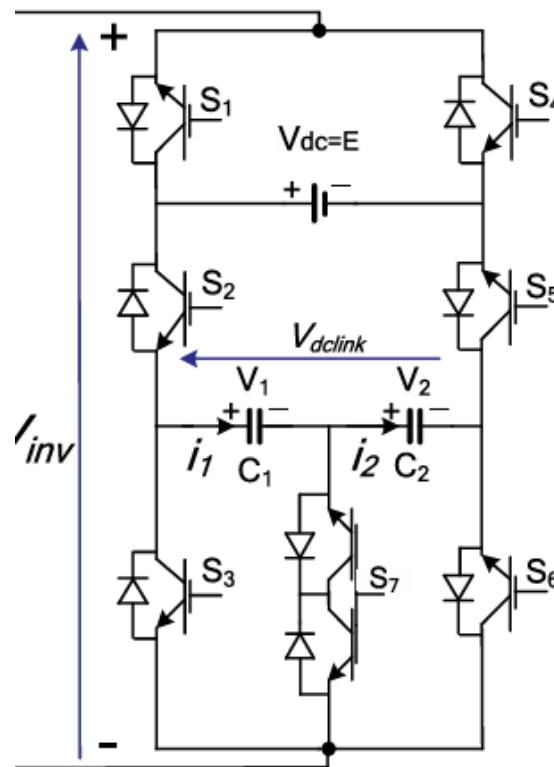 +
S1
S4
Vdc=E
+ −
S2
S5
Vdclink
V1 V2
+ − + −
inv
i1 C1 i2 C2
S3 S7 S6
-